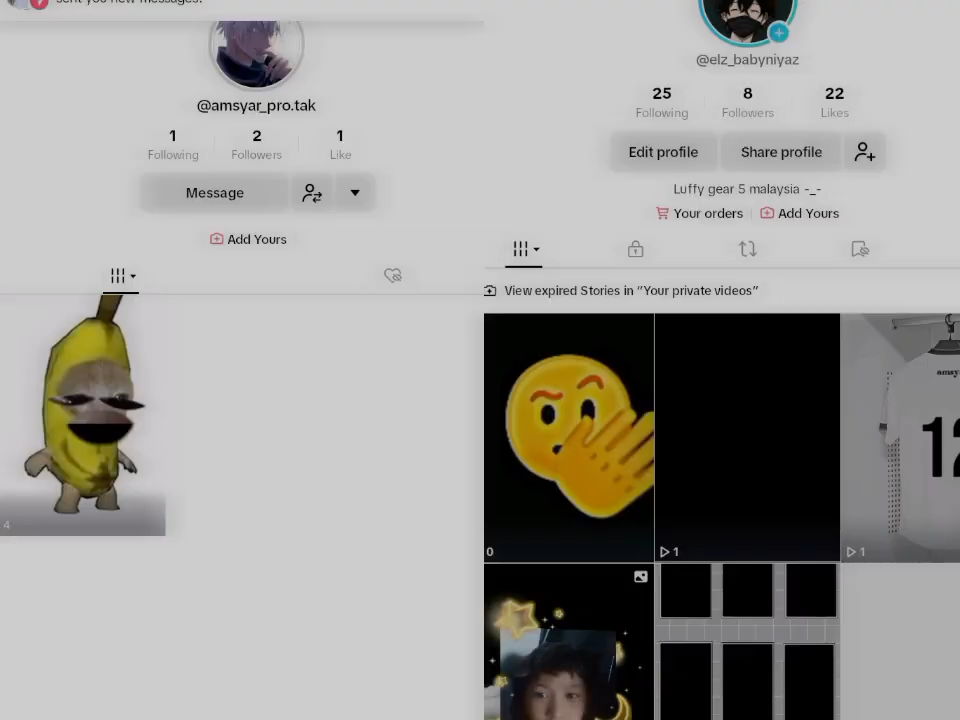 sent you new messages.
@amsyar_pro.tak
1 2 1
Following Followers Like
Message
Add Yours
4
@elz_babyniyaz
25 8 22
Following Followers Likes
Edit profile Share profile
Luffy gear 5 malaysia -_-
Your orders Add Yours
View expired Stories in “Your private videos”
amsy
12
0 1 1